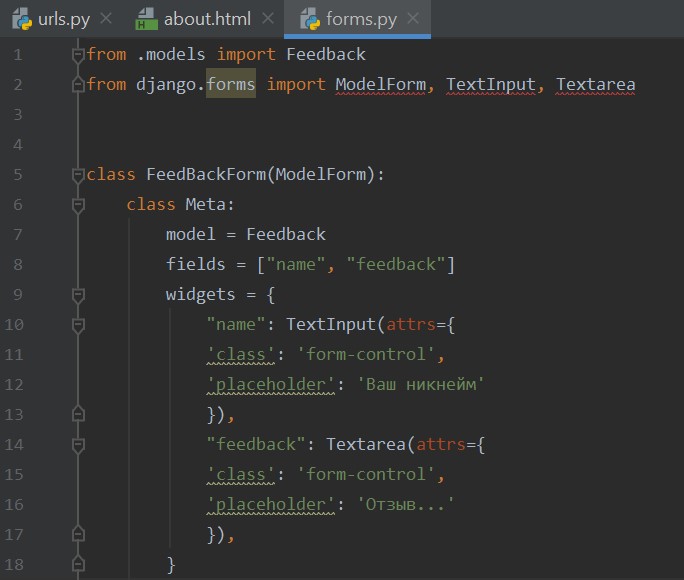 urls.py about.html forms.py
1 from .models import Feedback
2 from django.forms import ModelForm, TextInput, Textarea
3
4
5 class FeedBackForm(ModelForm):
6     class Meta:
7         model = Feedback
8         fields = ["name", "feedback"]
9         widgets = {
10             "name": TextInput(attrs={
11             'class': 'form-control',
12             'placeholder': 'Ваш никнейм'
13             }),
14             "feedback": Textarea(attrs={
15             'class': 'form-control',
16             'placeholder': 'Отзыв...'
17             }),
18         }